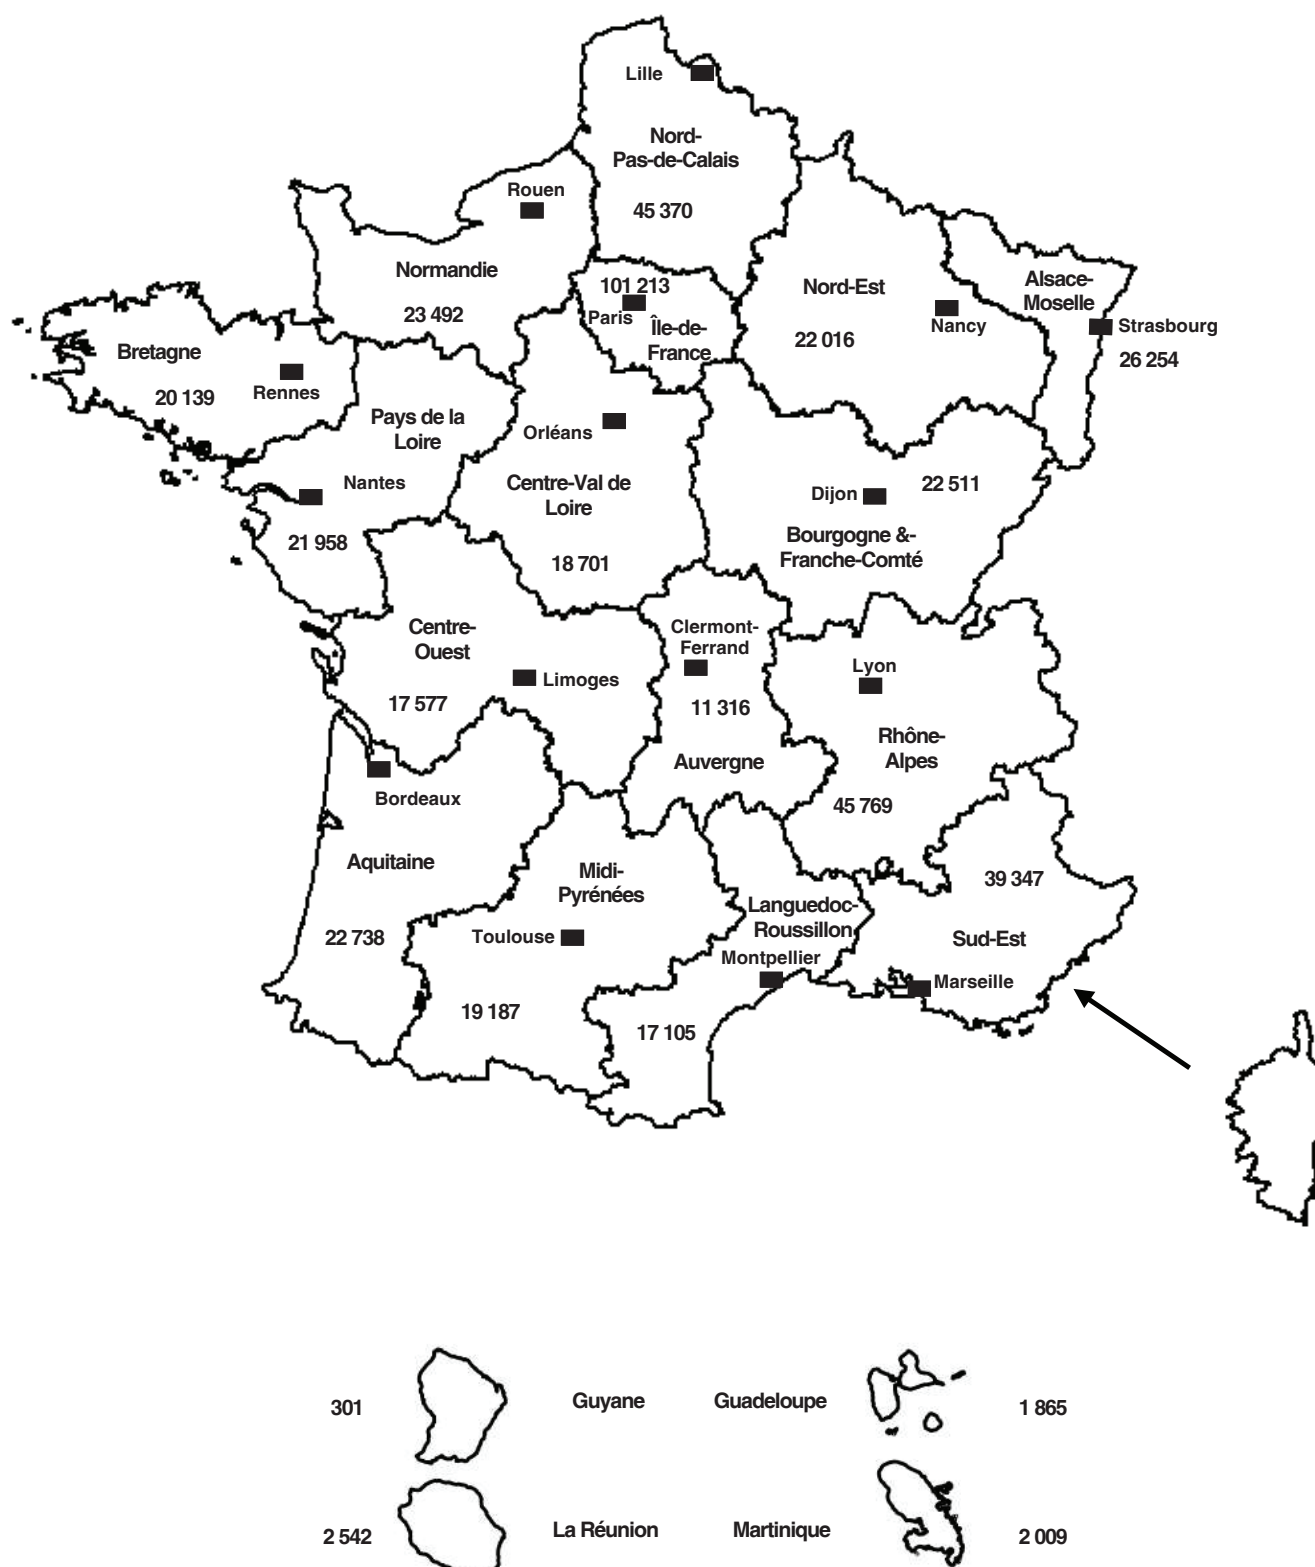 Lille
Nord-
Pas-de-Calais
45 370
Rouen
Normandie
23 492
101 213
Paris
Île-de-
France
Nord-Est
22 016
Nancy
Alsace-
Moselle
Strasbourg
26 254
Bretagne
20 139
Rennes
Pays de la
Loire
Nantes
21 958
Orléans
Centre-Val de
Loire
18 701
Dijon
22 511
Bourgogne &-
Franche-Comté
Centre-
Ouest
Limoges
17 577
Clermont-
Ferrand
11 316
Auvergne
Lyon
Rhône-
Alpes
45 769
Bordeaux
Aquitaine
22 738
Midi-
Pyrénées
Toulouse
19 187
Languedoc-
Roussillon
Montpellier
17 105
39 347
Sud-Est
Marseille
301
Guyane
Guadeloupe
1 865
2 542
La Réunion
Martinique
2 009